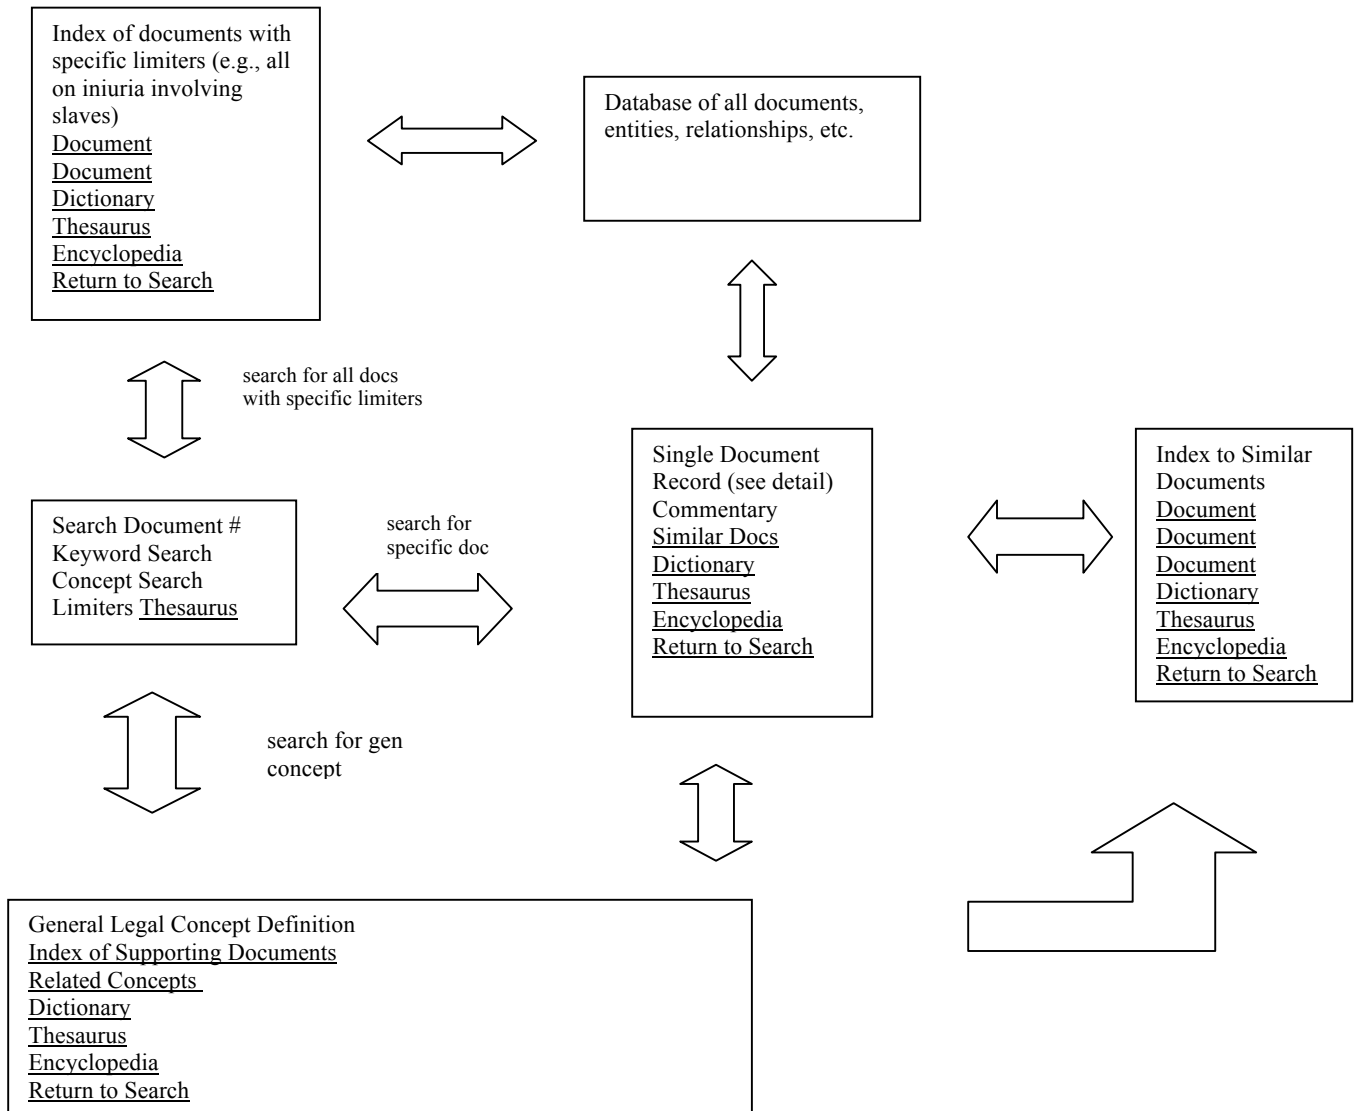 Index of documents with
specific limiters (e.g., all
on iniuria involving
slaves)
Document
Document
Dictionary
Thesaurus
Encyclopedia
Return to Search
Database of all documents,
entities, relationships, etc.
search for all docs
with specific limiters
Search Document #
Keyword Search
Concept Search
Limiters Thesaurus
search for
specific doc
Single Document
Record (see detail)
Commentary
Similar Docs
Dictionary
Thesaurus
Encyclopedia
Return to Search
Index to Similar
Documents
Document
Document
Document
Dictionary
Thesaurus
Encyclopedia
Return to Search
search for gen
concept
General Legal Concept Definition
Index of Supporting Documents
Related Concepts
Dictionary
Thesaurus
Encyclopedia
Return to Search